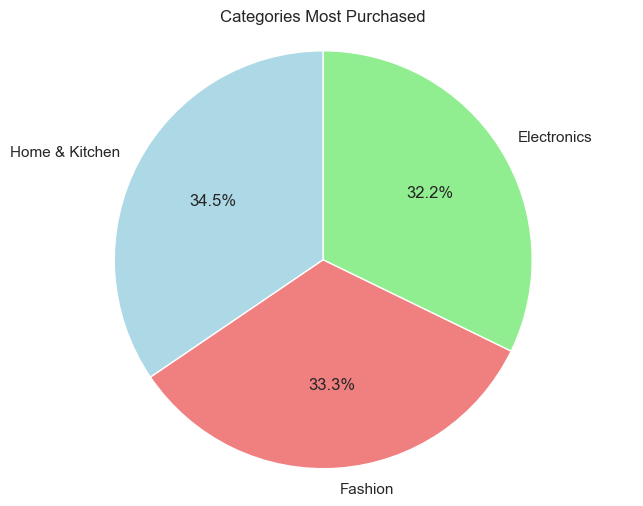 Categories Most Purchased
Electronics
Home & Kitchen
32.2%
34.5%
33.3%
Fashion